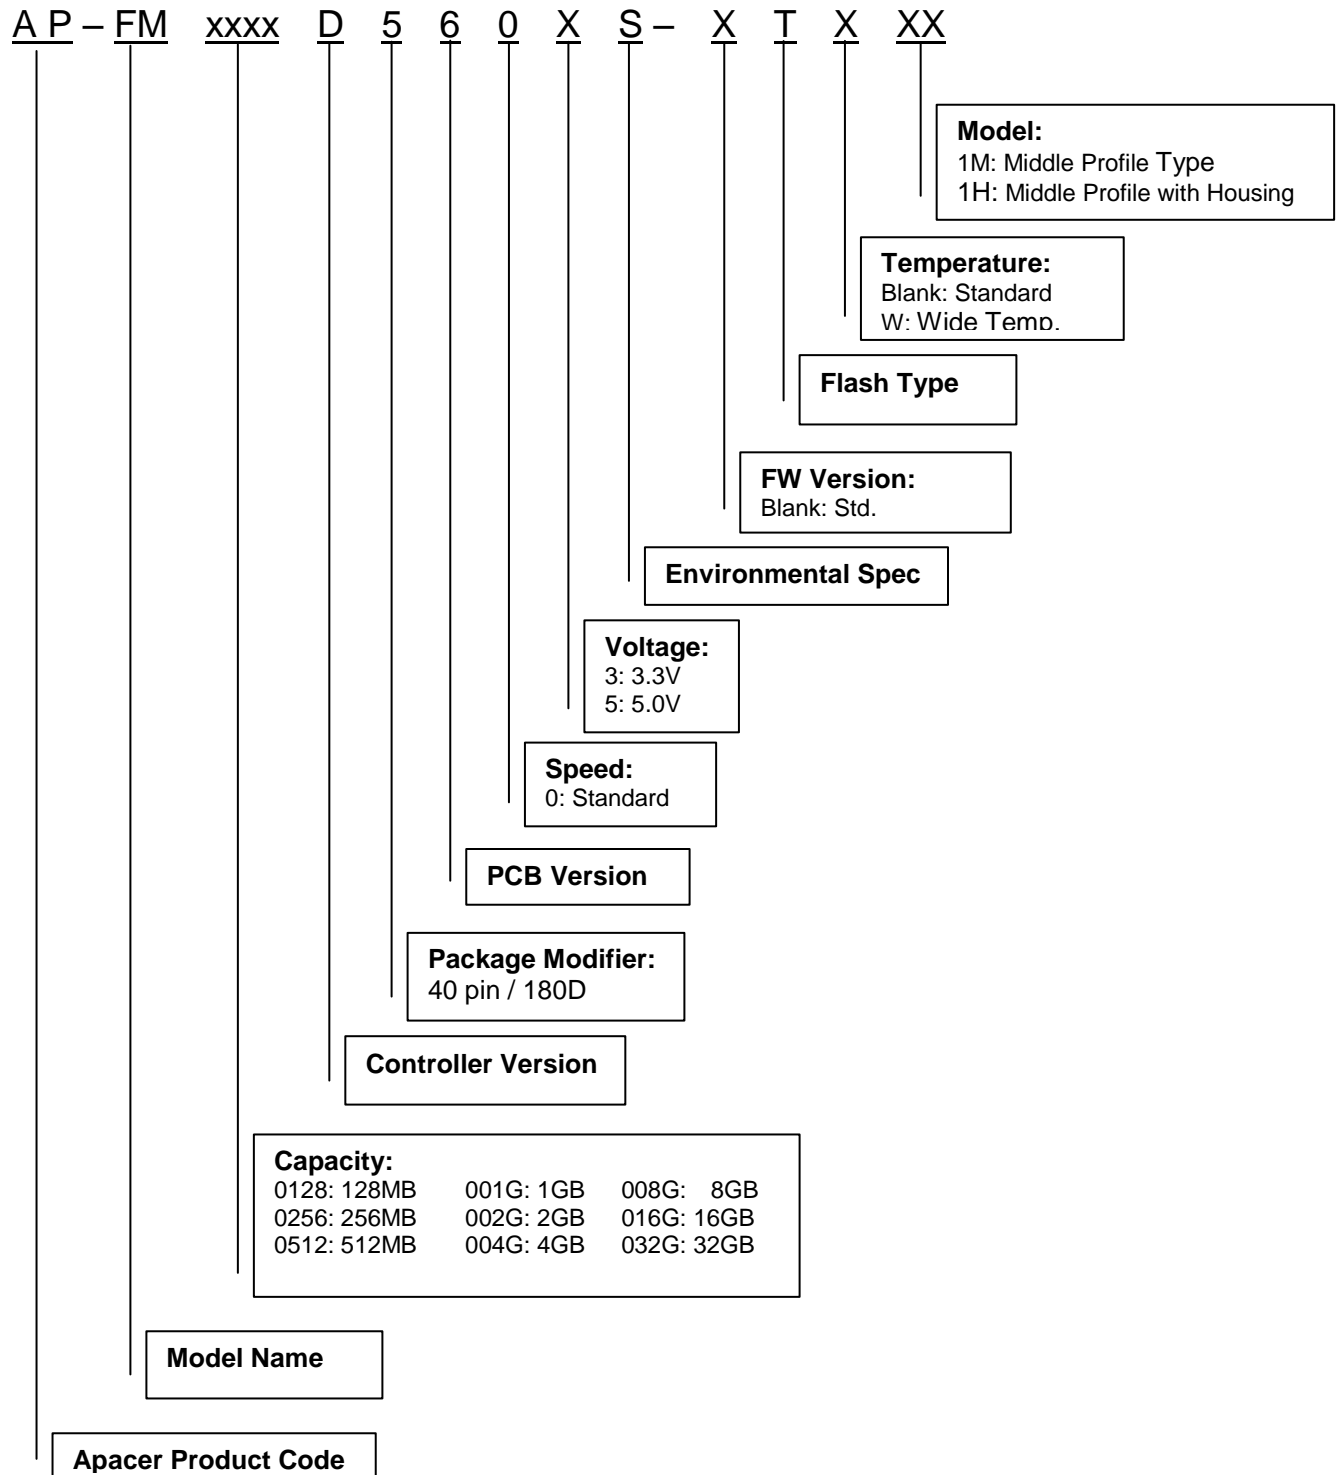 A P – FM xxxx D 5 6 0 X S – X T X XX
Model:
1M: Middle Profile Type
1H: Middle Profile with Housing
Temperature:
Blank: Standard
W: Wide Temp.
Flash Type
FW Version:
Blank: Std.
Environmental Spec
Voltage:
3: 3.3V
5: 5.0V
Speed:
0: Standard
PCB Version
Package Modifier:
40 pin / 180D
Controller Version
Capacity:
0128: 128MB 001G: 1GB 008G: 8GB
0256: 256MB 002G: 2GB 016G: 16GB
0512: 512MB 004G: 4GB 032G: 32GB
Model Name
Apacer Product Code